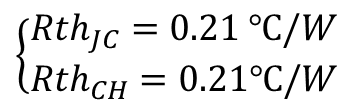 Rth_JC = 0.21 ℃/W
Rth_CH = 0.21℃/W